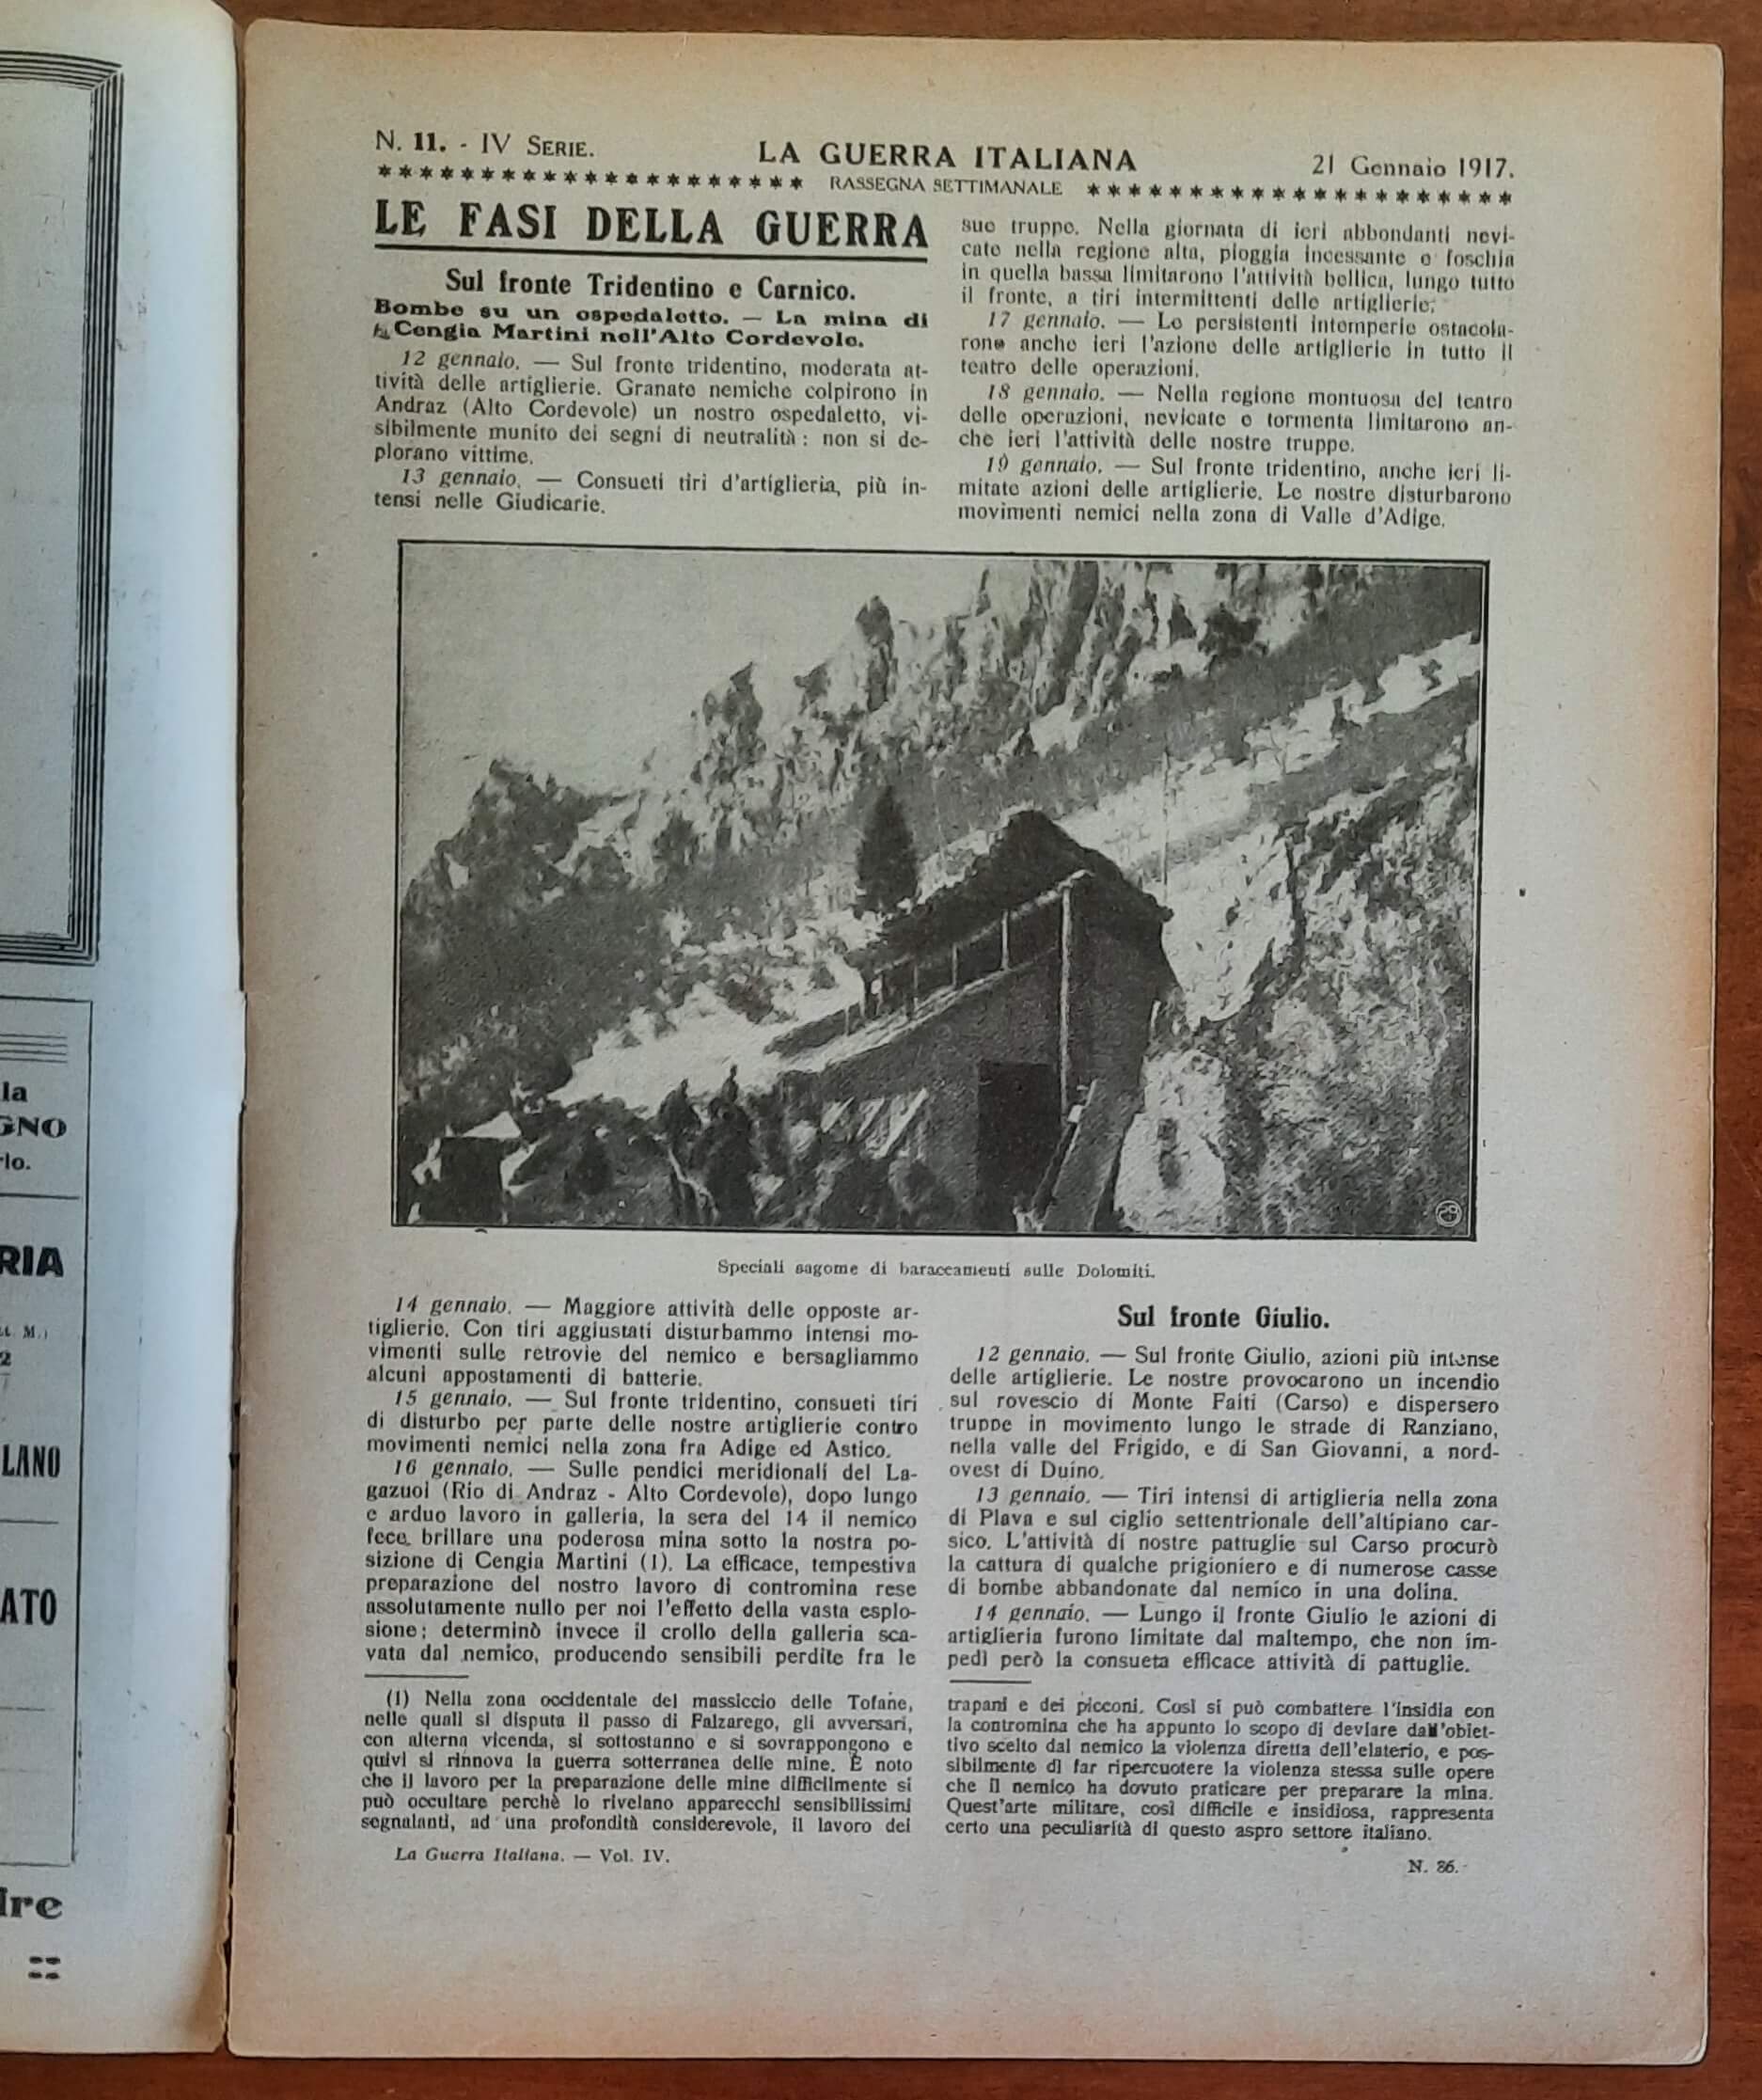 N. 11. - IV SERIE.
LA GUERRA ITALIANA
21 Gennaio 1917.
RASSEGNA SETTIMANALE
LE FASI DELLA GUERRA
Sul fronte Tridentino e Carnico.
Bombe su un ospedaletto. — La mina di
Cengia Martini nell'Alto Cordevole.
12 gennaio. — Sul fronte tridentino, moderata at-
tività delle artiglierie. Granate nemiche colpirono in
Andraz (Alto Cordevole) un nostro ospedaletto, vi-
sibilmente munito dei segni di neutralità: non si de-
plorano vittime.
13 gennaio. — Consueti tiri d'artiglieria, più in-
tensi nelle Giudicarie.
sue truppe. Nella giornata di ieri abbondanti nevi-
cate nella regione alta, pioggia incessante e foschia
in quella bassa limitarono l'attività bellica, lungo tutto
il fronte, a tiri intermittenti delle artiglierie.
17 gennaio. — Le persistenti intemperie ostacola-
rono anche ieri l'azione delle artiglierie in tutto il
teatro delle operazioni.
18 gennaio. — Nella regione montuosa del teatro
delle operazioni, nevicate e tormenta limitarono an-
che ieri l'attività delle nostre truppe.
19 gennaio. — Sul fronte tridentino, anche ieri li-
mitate azioni delle artiglierie. Le nostre disturbarono
movimenti nemici nella zona di Valle d'Adige.
Speciali sagome di baraccamenti sulle Dolomiti.
14 gennaio. — Maggiore attività delle opposte ar-
tiglierie. Con tiri aggiustati disturbammo intensi mo-
vimenti sulle retrovie del nemico e bersagliammo
alcuni appostamenti di batterie.
15 gennaio. — Sul fronte tridentino, consueti tiri
di disturbo per parte delle nostre artiglierie contro
movimenti nemici nella zona fra Adige ed Astico.
16 gennaio. — Sulle pendici meridionali del La-
gazuoi (Rio di Andraz - Alto Cordevole), dopo lungo
e arduo lavoro in galleria, la sera del 14 il nemico
fece brillare una poderosa mina sotto la nostra po-
sizione di Cengia Martini (1). La efficace, tempestiva
preparazione del nostro lavoro di contromina rese
assolutamente nullo per noi l'effetto della vasta esplo-
sione; determinò invece il crollo della galleria sca-
vata dal nemico, producendo sensibili perdite fra le
Sul fronte Giulio.
12 gennaio. — Sul fronte Giulio, azioni più intense
delle artiglierie. Le nostre provocarono un incendio
sul rovescio di Monte Faiti (Carso) e dispersero
truppe in movimento lungo le strade di Ranziano,
nella valle del Frigido, e di San Giovanni, a nord-
ovest di Duino.
13 gennaio. — Tiri intensi di artiglieria nella zona
di Plava e sul ciglio settentrionale dell'altipiano car-
sico. L'attività di nostre pattuglie sul Carso procurò
la cattura di qualche prigioniero e di numerose casse
di bombe abbandonate dal nemico in una dolina.
14 gennaio. — Lungo il fronte Giulio le azioni di
artiglieria furono limitate dal maltempo, che non im-
pedì però la consueta efficace attività di pattuglie.
(1) Nella zona occidentale del massiccio delle Tofane,
nelle quali si disputa il passo di Falzarego, gli avversari,
con alterna vicenda, si sottostanno e si sovrappongono e
quivi si rinnova la guerra sotterranea delle mine. È noto
che il lavoro per la preparazione delle mine difficilmente si
può occultare perchè lo rivelano apparecchi sensibilissimi
segnalanti, ad una profondità considerevole, il lavoro dei
trapani e dei picconi. Così si può combattere l'insidia con
la contromina che ha appunto lo scopo di deviare dall'obiet-
tivo scelto dal nemico la violenza diretta dell'elaterio, e pos-
sibilmente di far ripercuotere la violenza stessa sulle opere
che il nemico ha dovuto praticare per preparare la mina.
Quest'arte militare, così difficile e insidiosa, rappresenta
certo una peculiarità di questo aspro settore italiano.
La Guerra Italiana. — Vol. IV.
N. 86.
la
GNO
rlo.
RIA
M.)
2
LANO
ATO
Ire